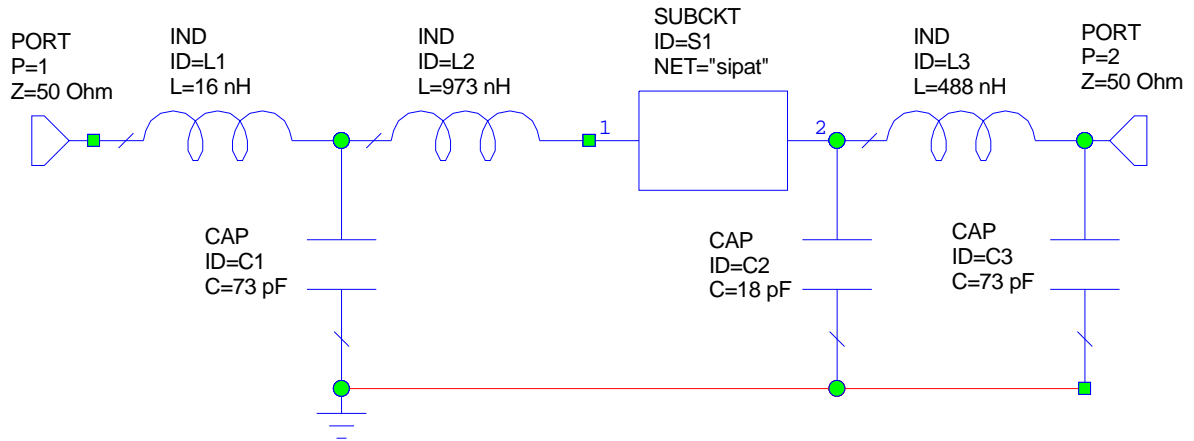 PORT
P=1
Z=50 Ohm
IND
ID=L1
L=16 nH
IND
ID=L2
L=973 nH
SUBCKT
ID=S1
NET="sipat"
IND
ID=L3
L=488 nH
PORT
P=2
Z=50 Ohm
1
2
CAP
ID=C1
C=73 pF
CAP
ID=C2
C=18 pF
CAP
ID=C3
C=73 pF